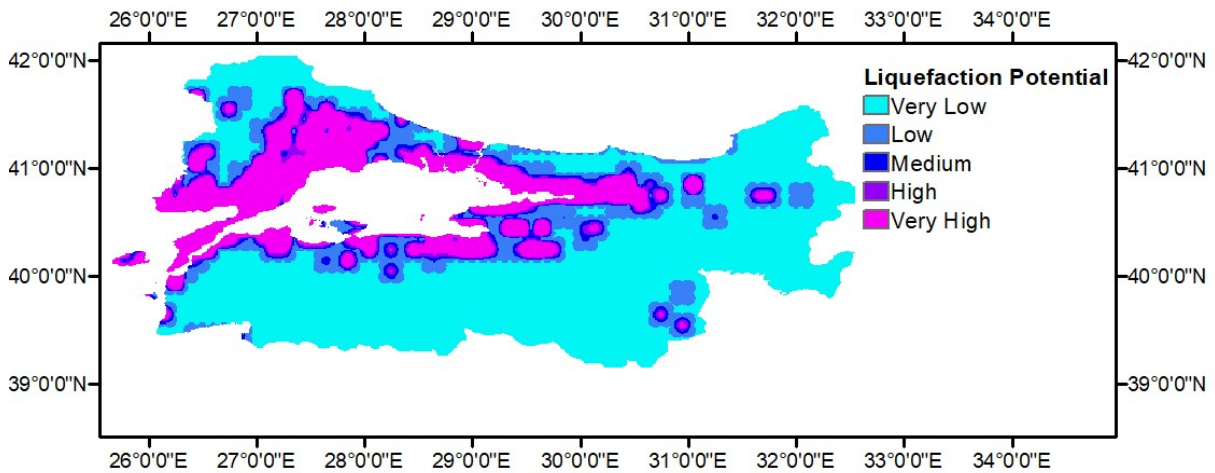 26°0'0"E 27°0'0"E 28°0'0"E 29°0'0"E 30°0'0"E 31°0'0"E 32°0'0"E 33°0'0"E 34°0'0"E
42°0'0"N 42°0'0"N
Liquefaction Potential
Very Low
Low
Medium
High
Very High
41°0'0"N 41°0'0"N
40°0'0"N 40°0'0"N
39°0'0"N 39°0'0"N
26°0'0"E 27°0'0"E 28°0'0"E 29°0'0"E 30°0'0"E 31°0'0"E 32°0'0"E 33°0'0"E 34°0'0"E